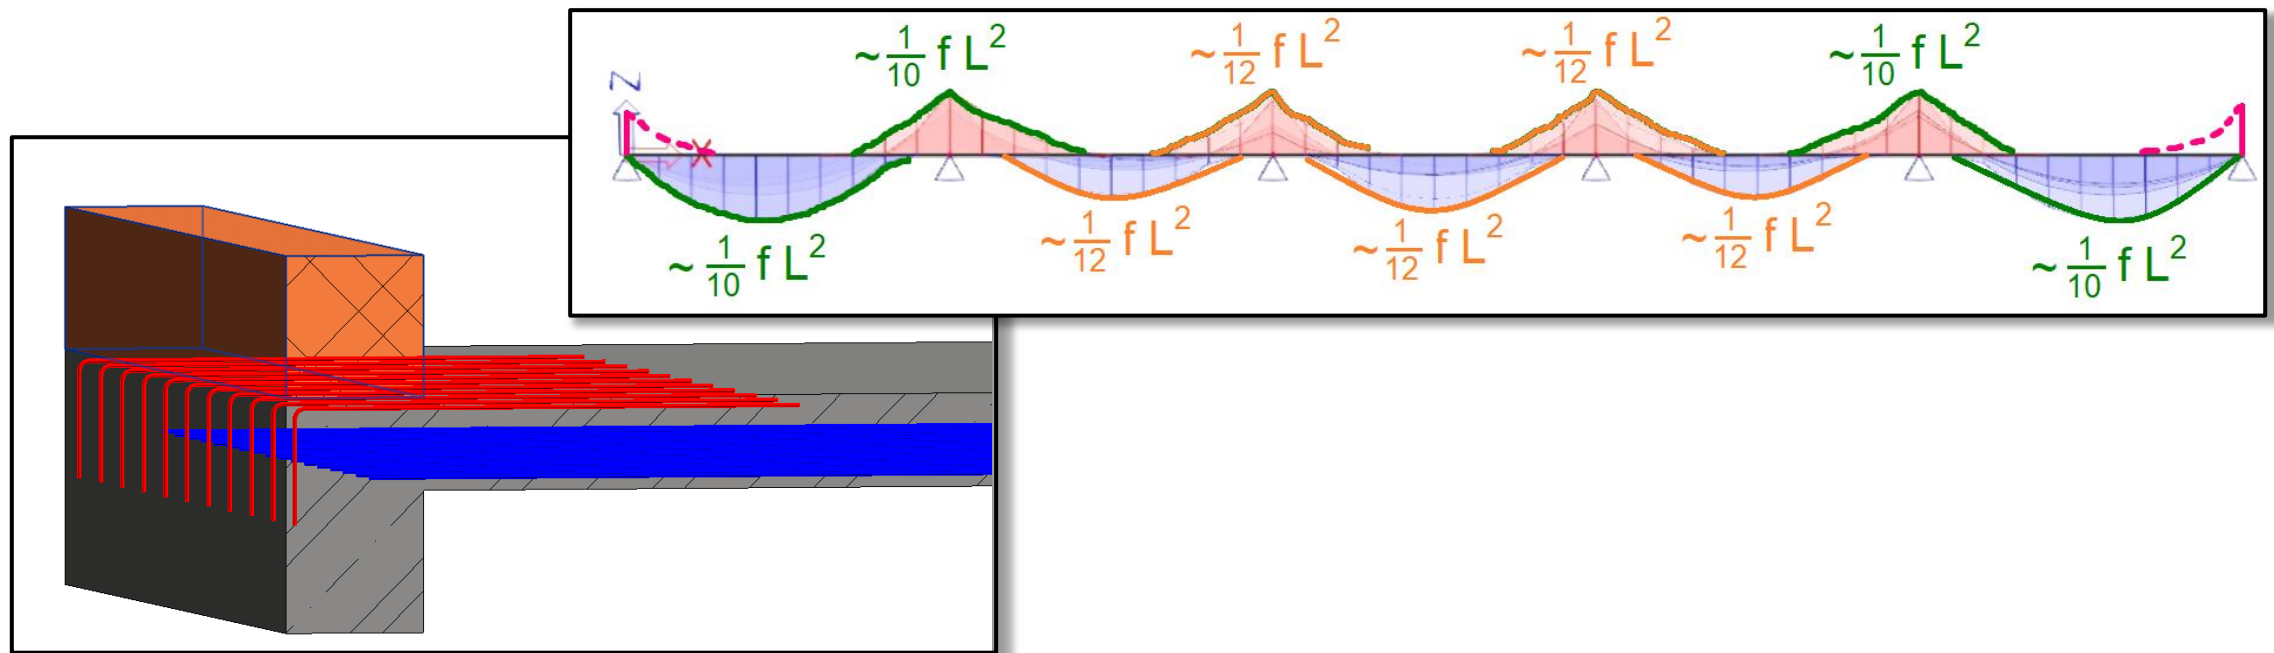 ~ 1/10 f L²
~ 1/12 f L²
~ 1/12 f L²
~ 1/10 f L²
Z
X
~ 1/10 f L²
~ 1/12 f L²
~ 1/12 f L²
~ 1/12 f L²
~ 1/10 f L²